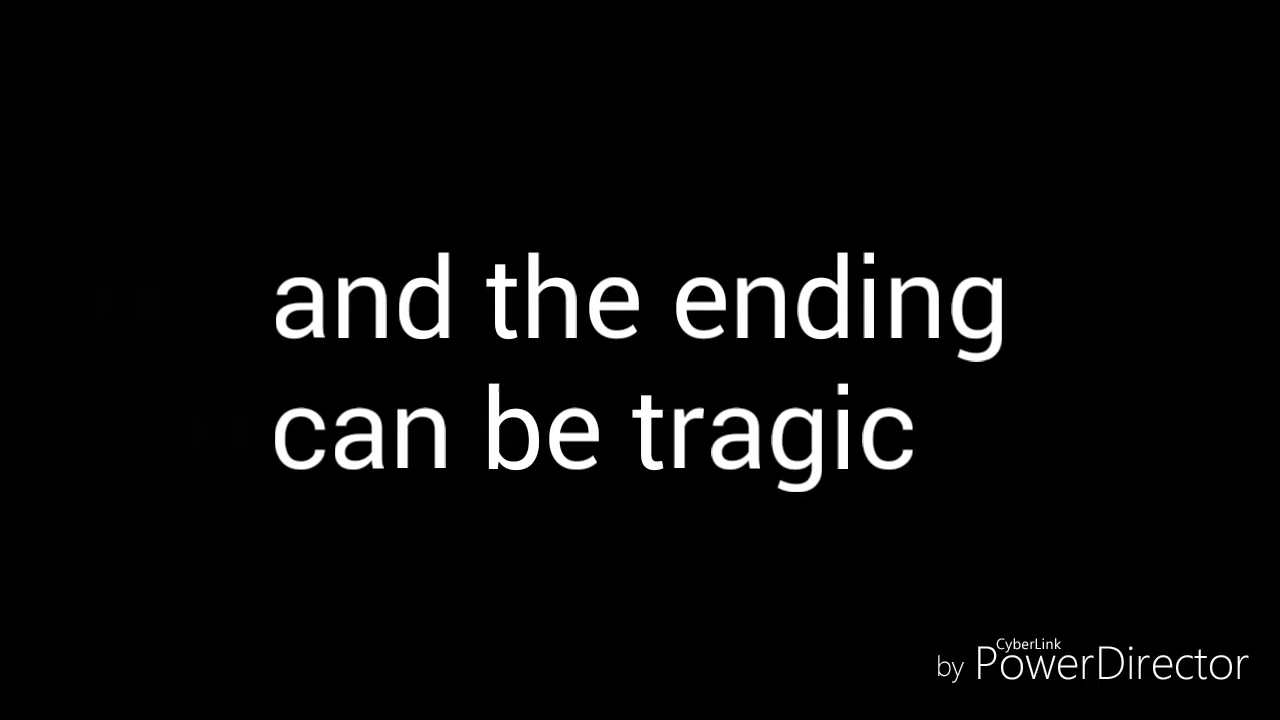 and the ending
can be tragic
CyberLink
by PowerDirector